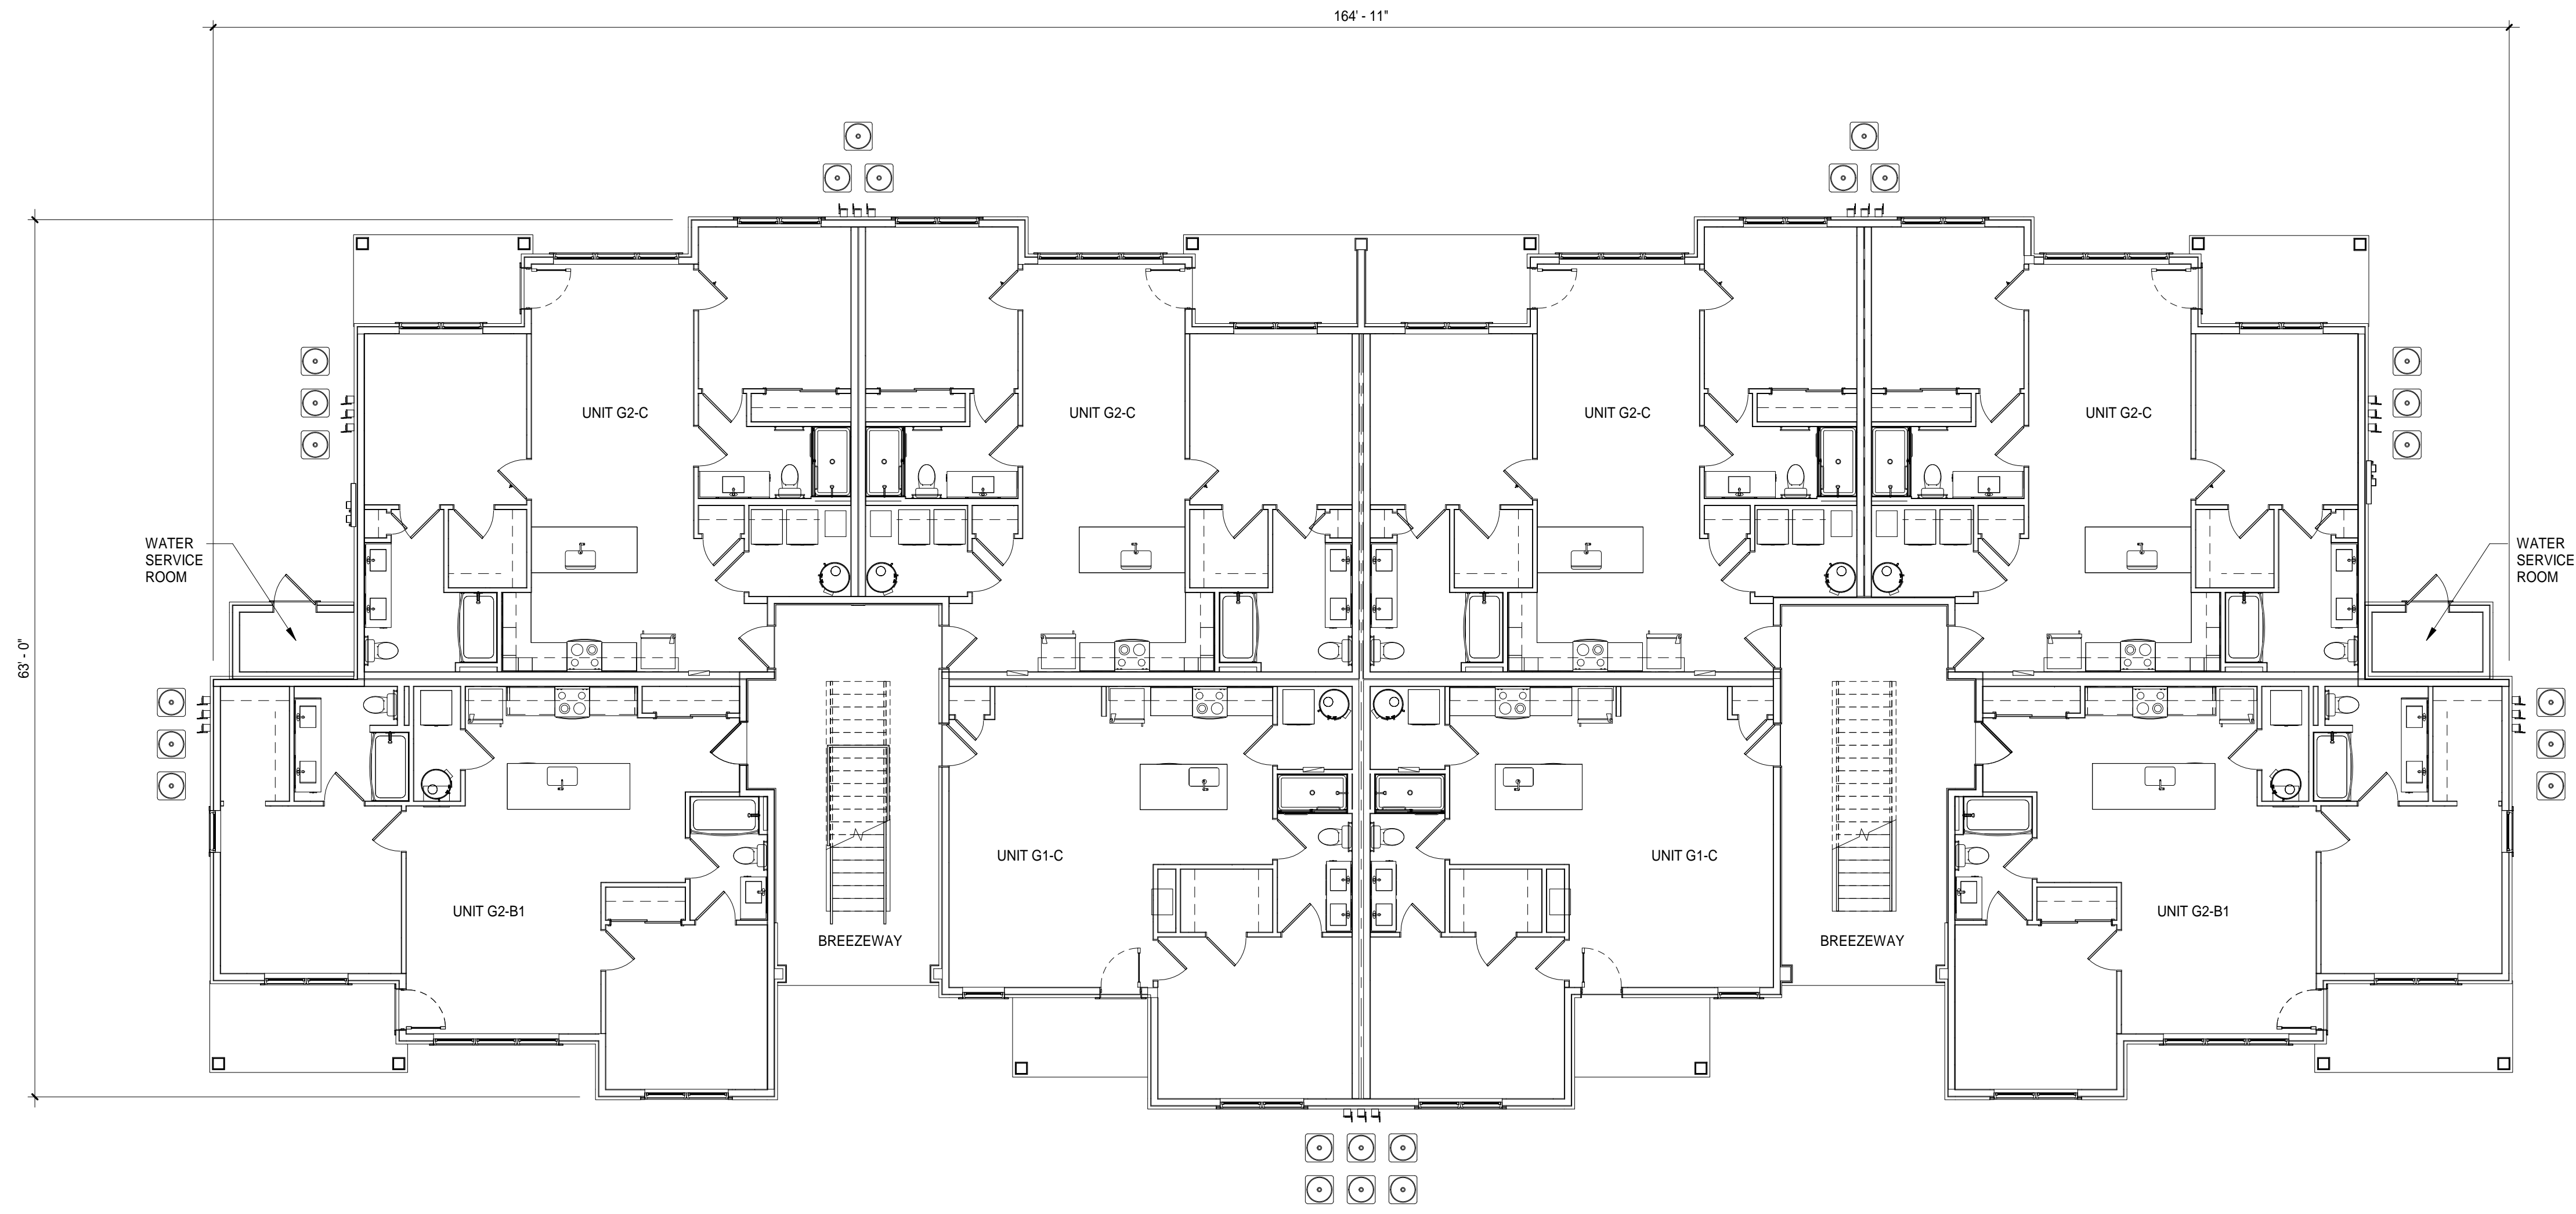 164' - 11"
UNIT G2-C
UNIT G2-C
UNIT G2-C
UNIT G2-C
WATER
SERVICE
ROOM
WATER
SERVICE
ROOM
63' - 0"
UNIT G1-C
UNIT G1-C
UNIT G2-B1
UNIT G2-B1
BREEZEWAY
BREEZEWAY